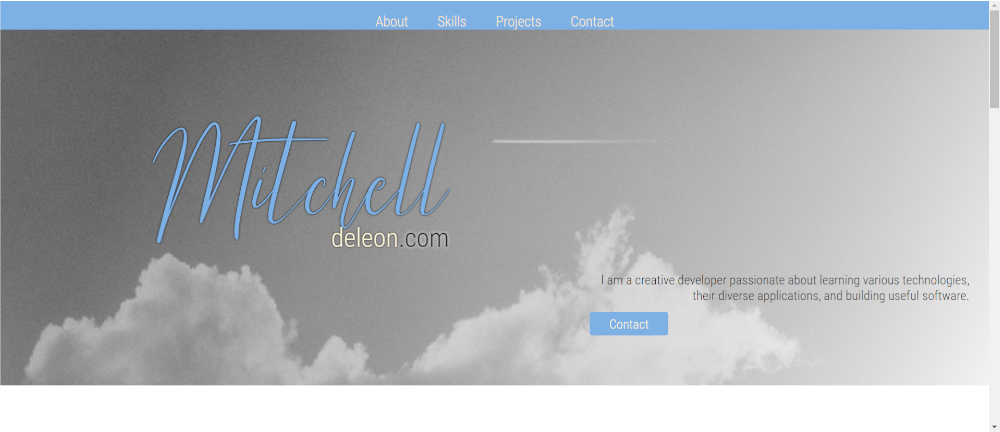 About Skills Projects Contact
Mitchell
deleon.com
I am a creative developer passionate about learning various technologies,
their diverse applications, and building useful software.
Contact